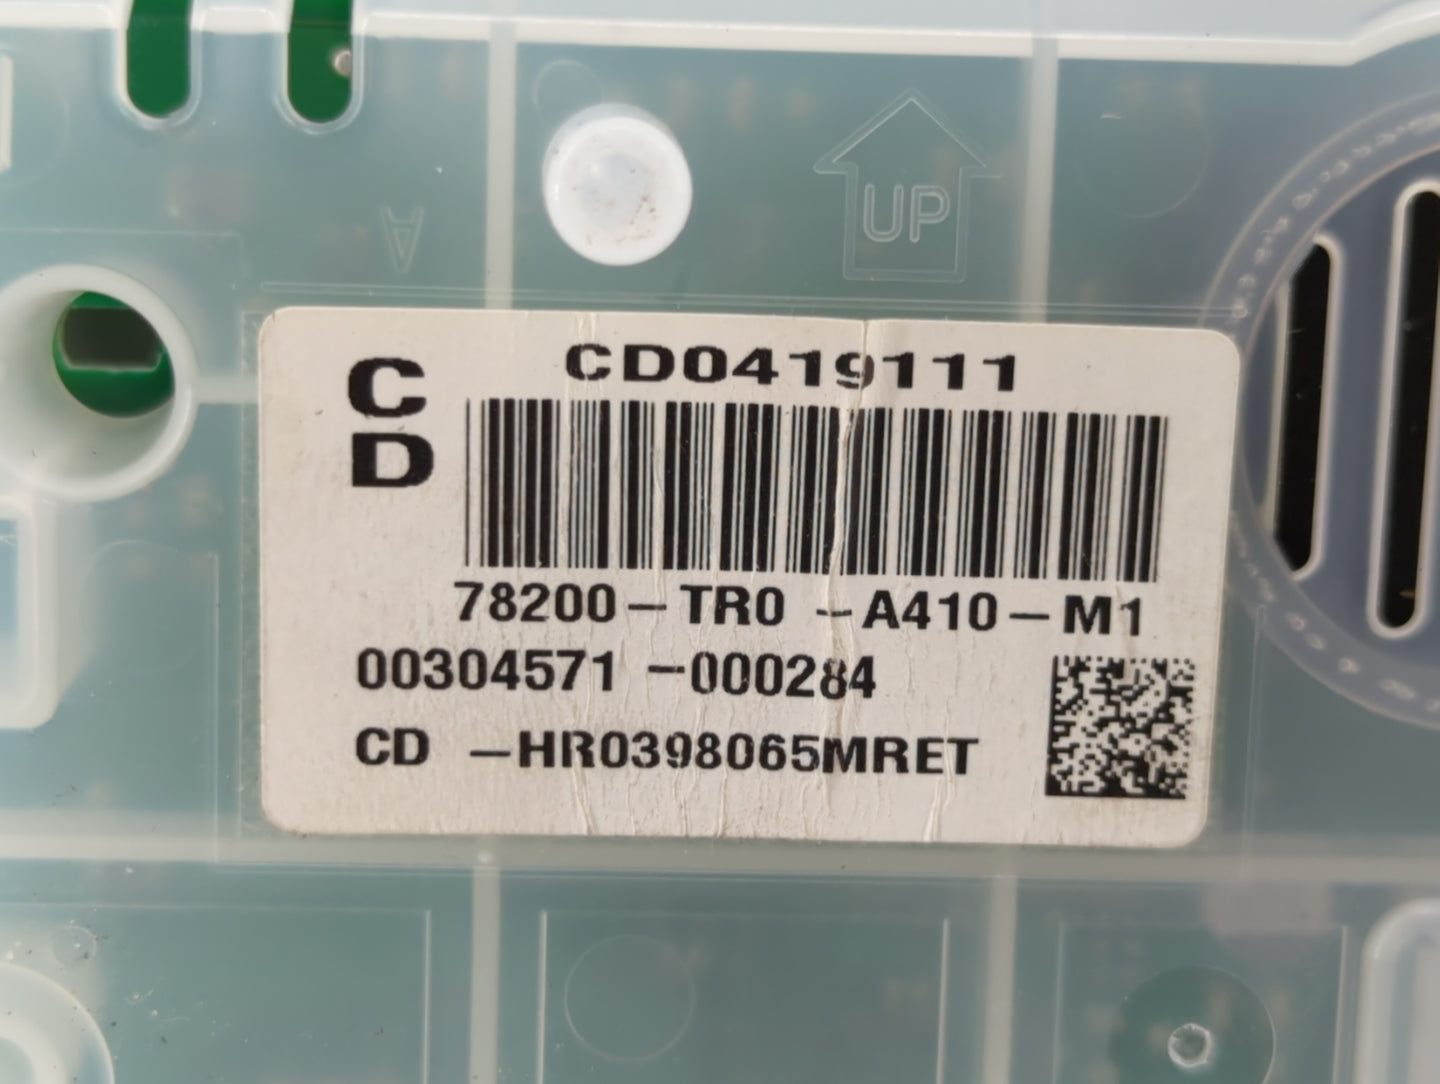 A
UP
CD0419111
C
D
78200-TR0 -A410-M1
00304571 -000284
CD -HR0398065MRET